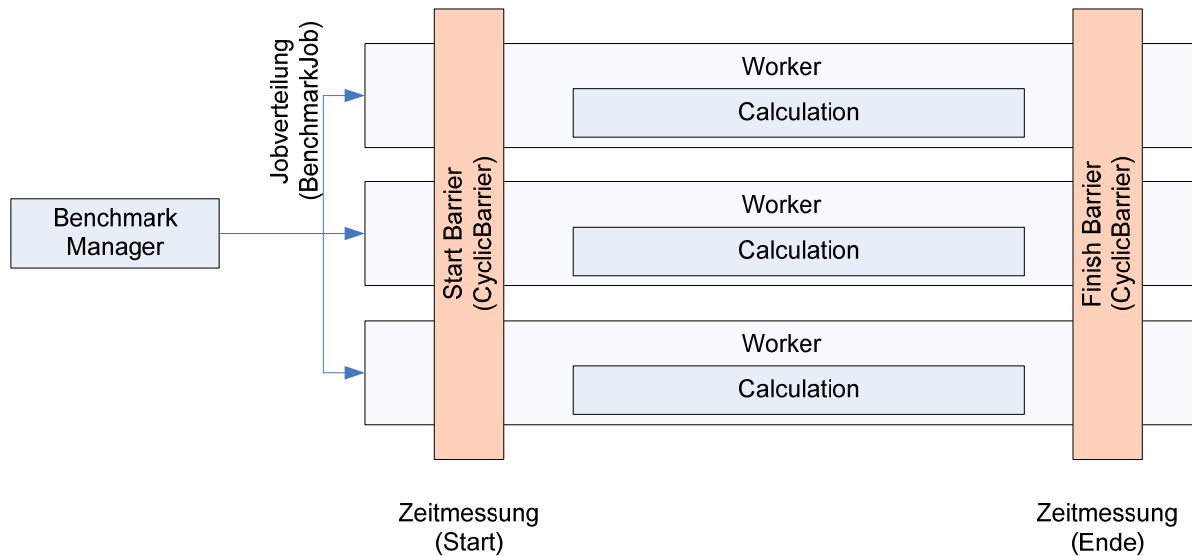 Benchmark
Manager
Jobverteilung
(BenchmarkJob)
Start Barrier
(CyclicBarrier)
Worker
Calculation
Worker
Calculation
Worker
Calculation
Finish Barrier
(CyclicBarrier)
Zeitmessung
(Start)
Zeitmessung
(Ende)